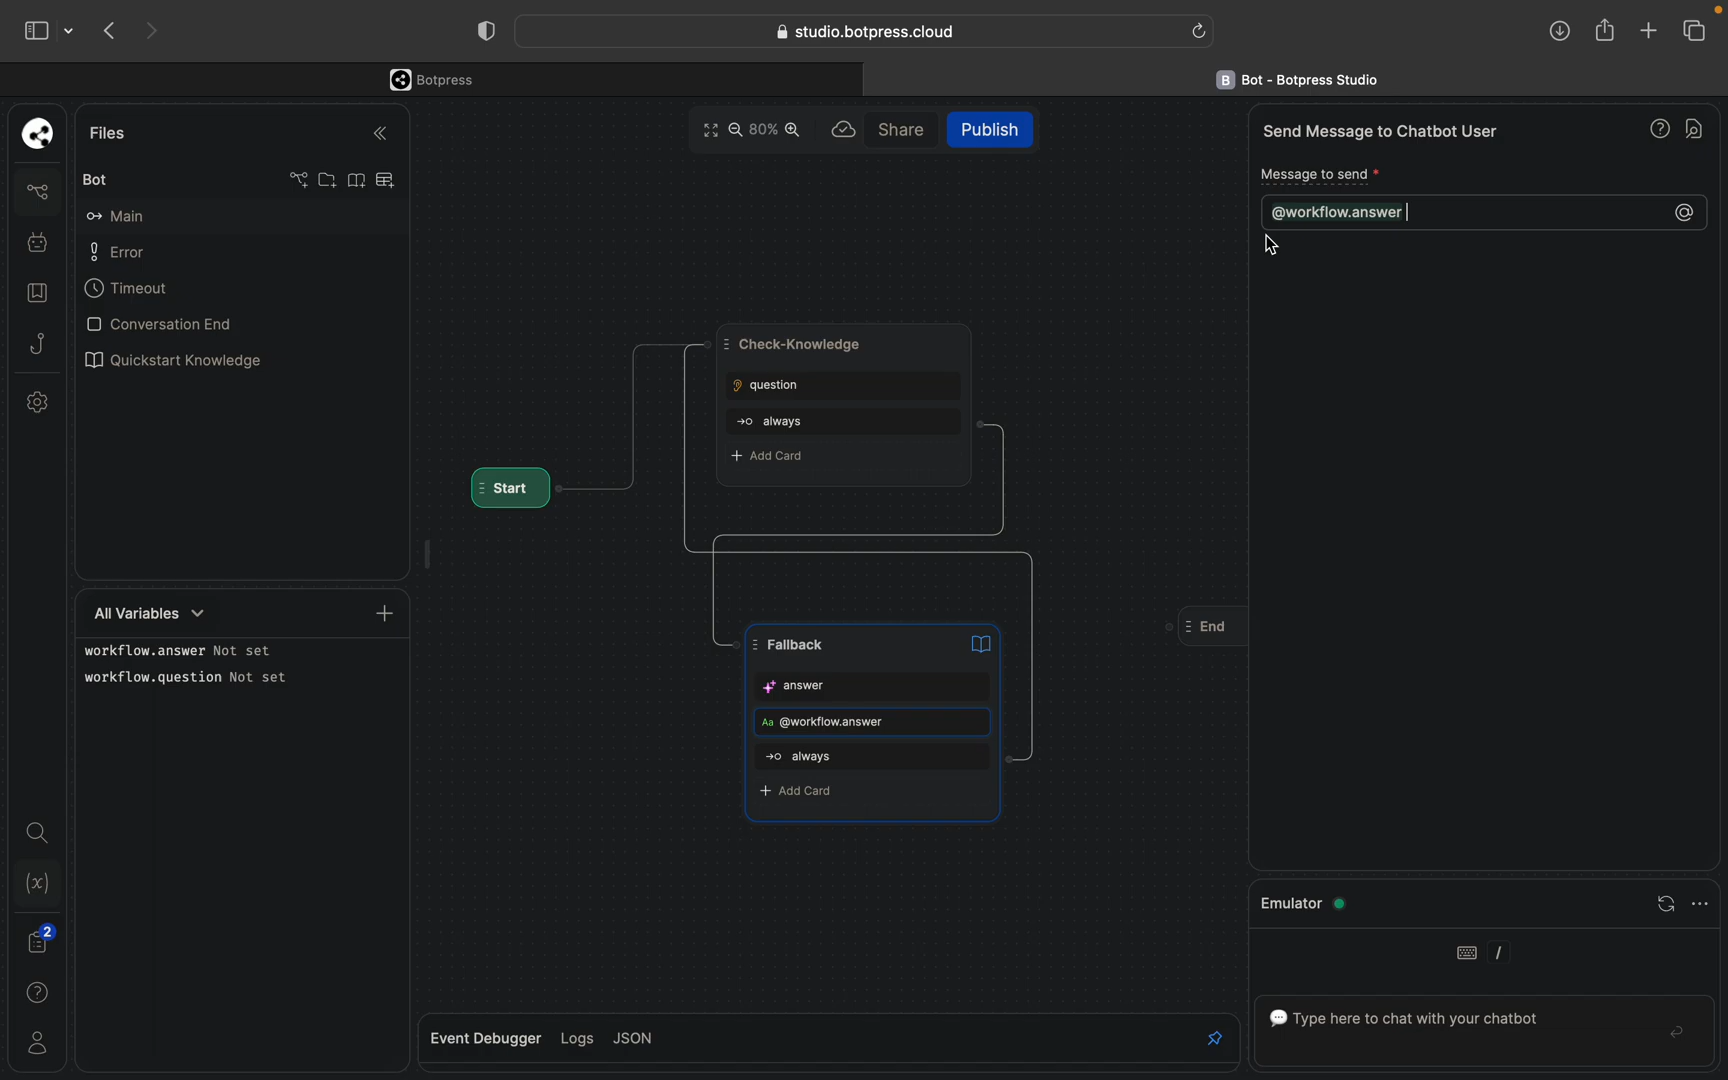 studio.botpress.cloud
Botpress
B Bot - Botpress Studio
Files
Bot
Main
Error
Timeout
Conversation End
Quickstart Knowledge
All Variables
workflow.answer Not set
workflow.question Not set
2
80%
Share
Publish
Start
Check-Knowledge
question
always
Add Card
Fallback
answer
Aa @workflow.answer
always
Add Card
End
Event Debugger
Logs
JSON
Send Message to Chatbot User
Message to send *
@workflow.answer
Emulator
/
Type here to chat with your chatbot